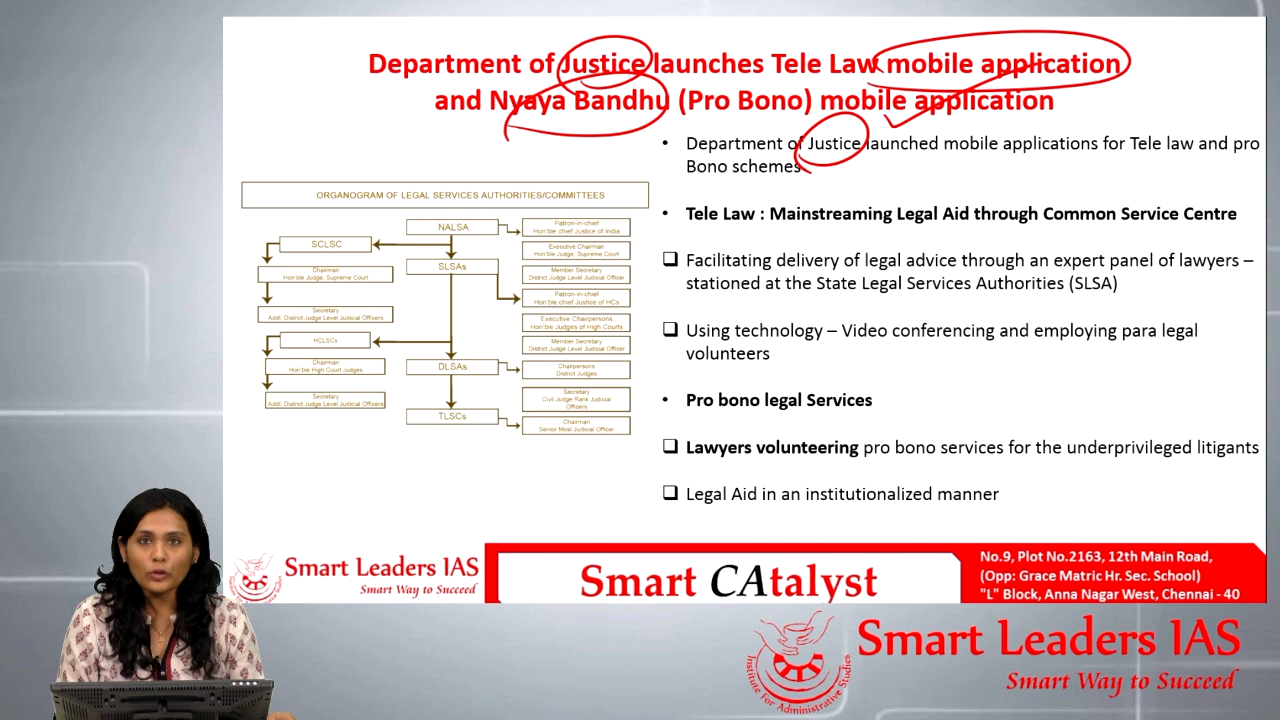 Department of Justice launches Tele Law mobile application
and Nyaya Bandhu (Pro Bono) mobile application
• Department of Justice launched mobile applications for Tele law and pro
Bono schemes
• Tele Law : Mainstreaming Legal Aid through Common Service Centre
❑ Facilitating delivery of legal advice through an expert panel of lawyers –
stationed at the State Legal Services Authorities (SLSA)
❑ Using technology – Video conferencing and employing para legal
volunteers
• Pro bono legal Services
❑ Lawyers volunteering pro bono services for the underprivileged litigants
❑ Legal Aid in an institutionalized manner
ORGANOGRAM OF LEGAL SERVICES AUTHORITIES/COMMITTEES
NALSA
Patron-in-chief
Hon'ble chief Justice of India
SCLSC
Executive Chairman
Hon'ble Judge, Supreme Court
SLSAs
Chairman
Hon'ble Judge, Supreme Court
Member Secretary
District Judge Level Judicial Officer
Patron-in-chief
Hon'ble chief Justice of HCs
Secretary
Addl. District Judge Level Judicial Officers
Executive Chairpersons
Hon'ble Judges of High Courts
HCLSCs
Member Secretary
District Judge Level Judicial Officer
Chairman
Hon'ble High Court Judges
DLSAs
Chairpersons
District Judges
Secretary
Addl. District Judge Level Judicial Officers
Secretary
Civil Judge Rank Judicial
Officers
TLSCs
Chairman
Senior Most Judicial Officer
Smart Leaders IAS
Smart Way to Succeed
Smart CAtalyst
No.9, Plot No.2163, 12th Main Road,
(Opp: Grace Matric Hr. Sec. School)
"L" Block, Anna Nagar West, Chennai - 40
Institute For Administrative Studies
Smart Leaders IAS
Smart Way to Succeed